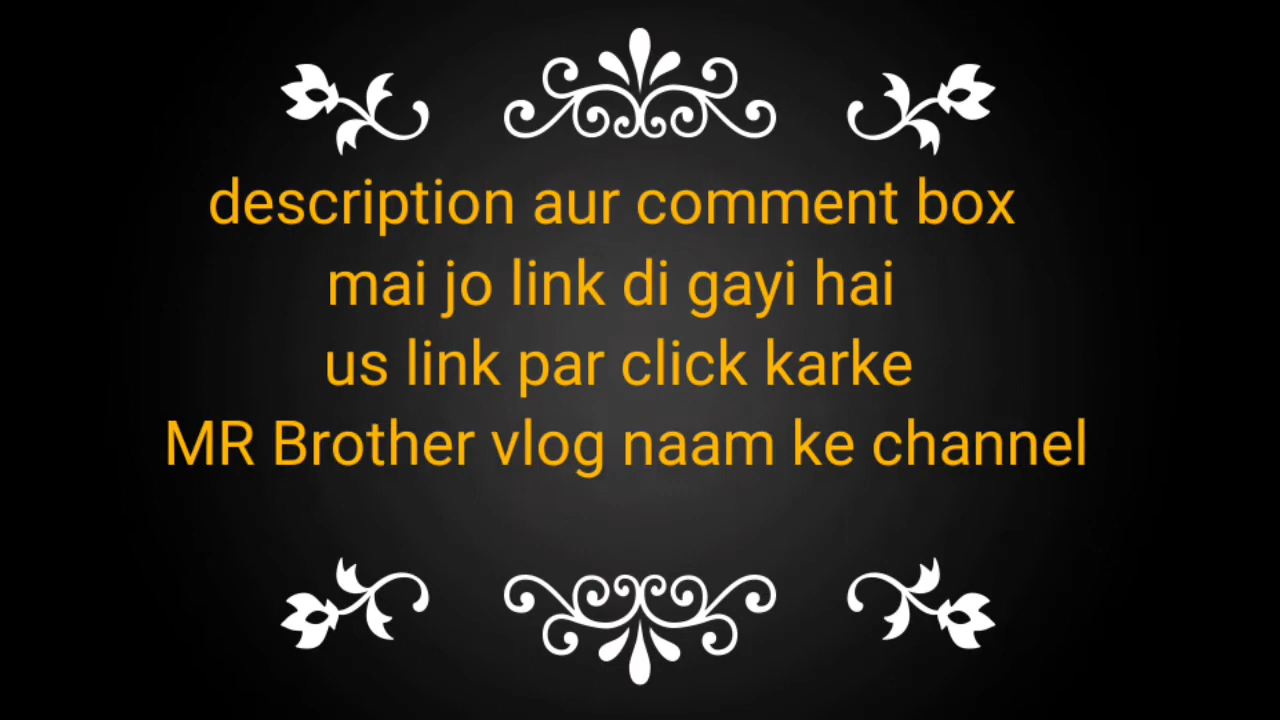 description aur comment box
mai jo link di gayi hai
us link par click karke
MR Brother vlog naam ke channel